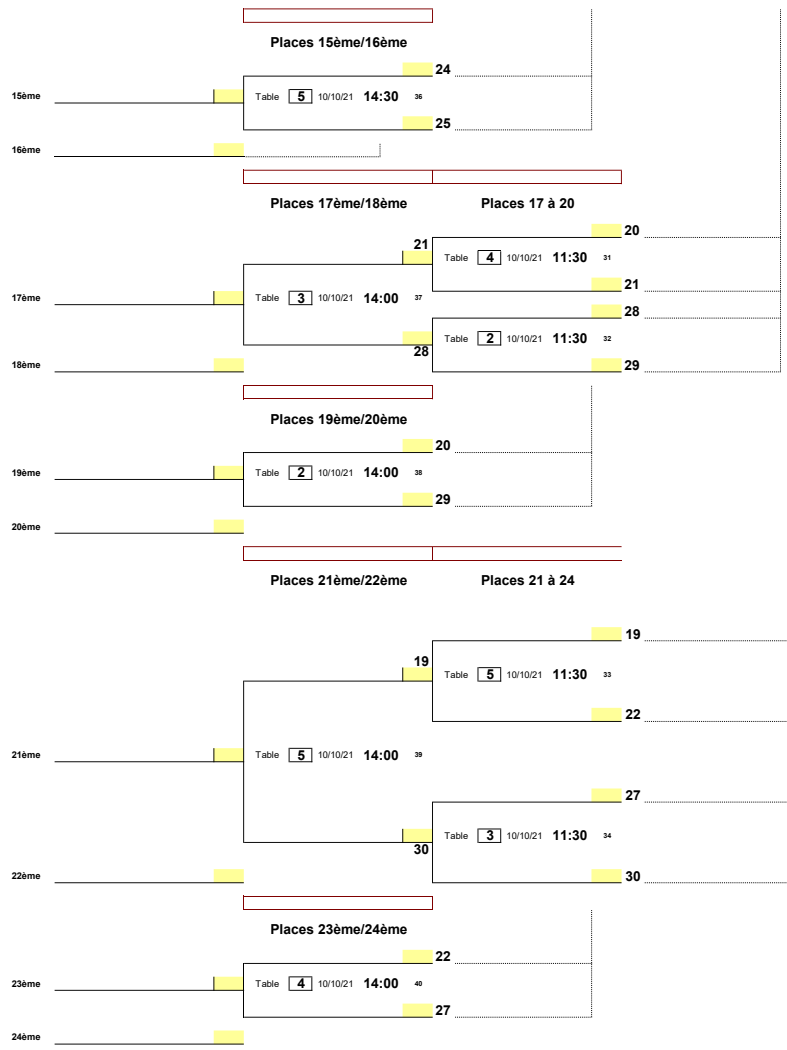 Places 15ème/16ème
24
15ème Table 5 10/10/21 14:30 36
25
16ème
Places 17ème/18ème Places 17 à 20
20
21
Table 4 10/10/21 11:30 31
21
17ème Table 3 10/10/21 14:00 37
28
Table 2 10/10/21 11:30 32
28
29
18ème
Places 19ème/20ème
20
19ème Table 2 10/10/21 14:00 38
29
20ème
Places 21ème/22ème Places 21 à 24
19
19
Table 5 10/10/21 11:30 33
22
21ème Table 5 10/10/21 14:00 39
27
Table 3 10/10/21 11:30 34
30
30
22ème
Places 23ème/24ème
22
23ème Table 4 10/10/21 14:00 40
27
24ème